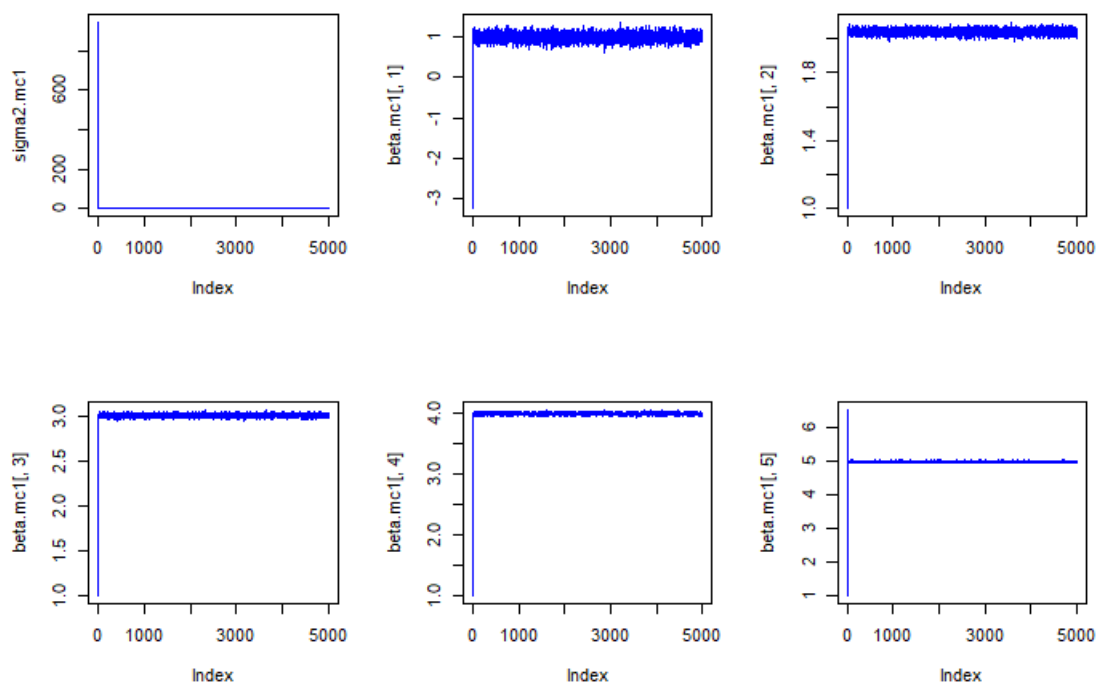 sigma2.mc1
0 200 600
0 1000 3000 5000
Index
beta.mc1[, 1]
-3 -2 -1 0 1
0 1000 3000 5000
Index
beta.mc1[, 2]
1.0 1.4 1.8
0 1000 3000 5000
Index
beta.mc1[, 3]
1.0 1.5 2.0 2.5 3.0
0 1000 3000 5000
Index
beta.mc1[, 4]
1.0 2.0 3.0 4.0
0 1000 3000 5000
Index
beta.mc1[, 5]
1 2 3 4 5 6
0 1000 3000 5000
Index